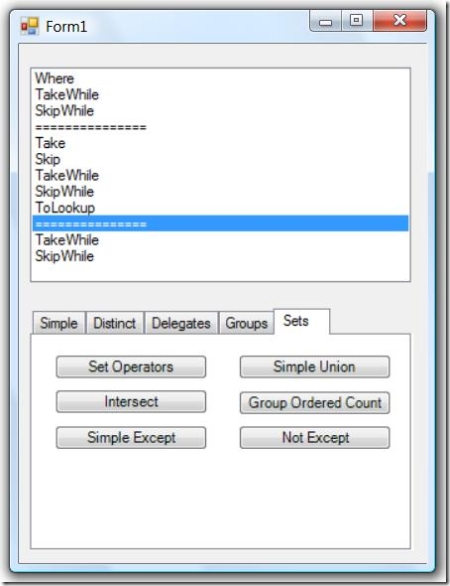 Form1
Where
TakeWhile
SkipWhile
===============
Take
Skip
TakeWhile
SkipWhile
ToLookup
===============
TakeWhile
SkipWhile
Simple Distinct Delegates Groups Sets
Set Operators Simple Union
Intersect Group Ordered Count
Simple Except Not Except